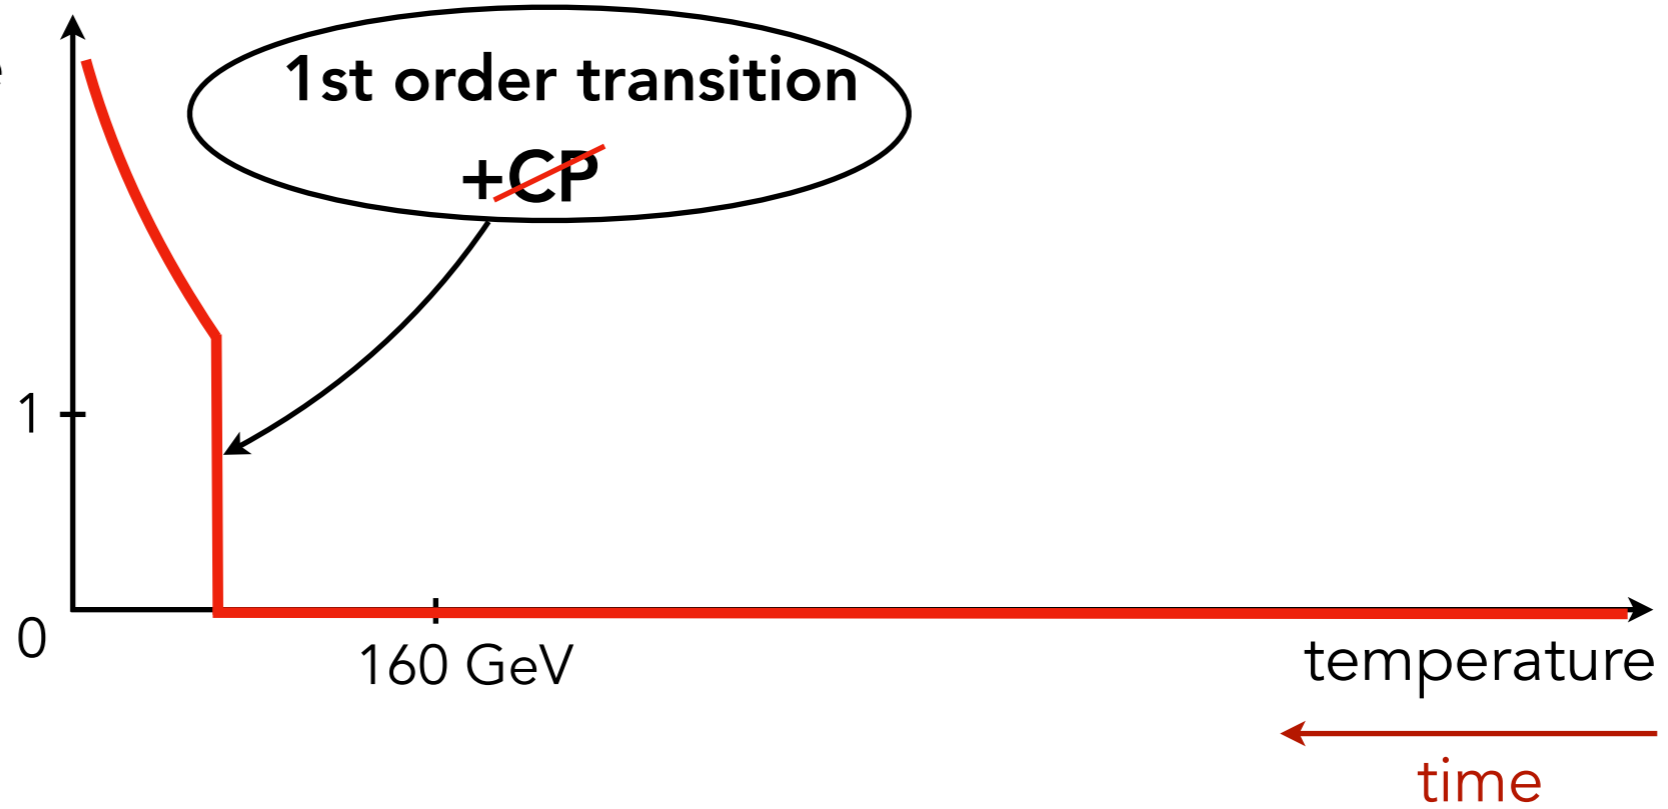 1st order transition
+CP
1
0
160 GeV
temperature
time